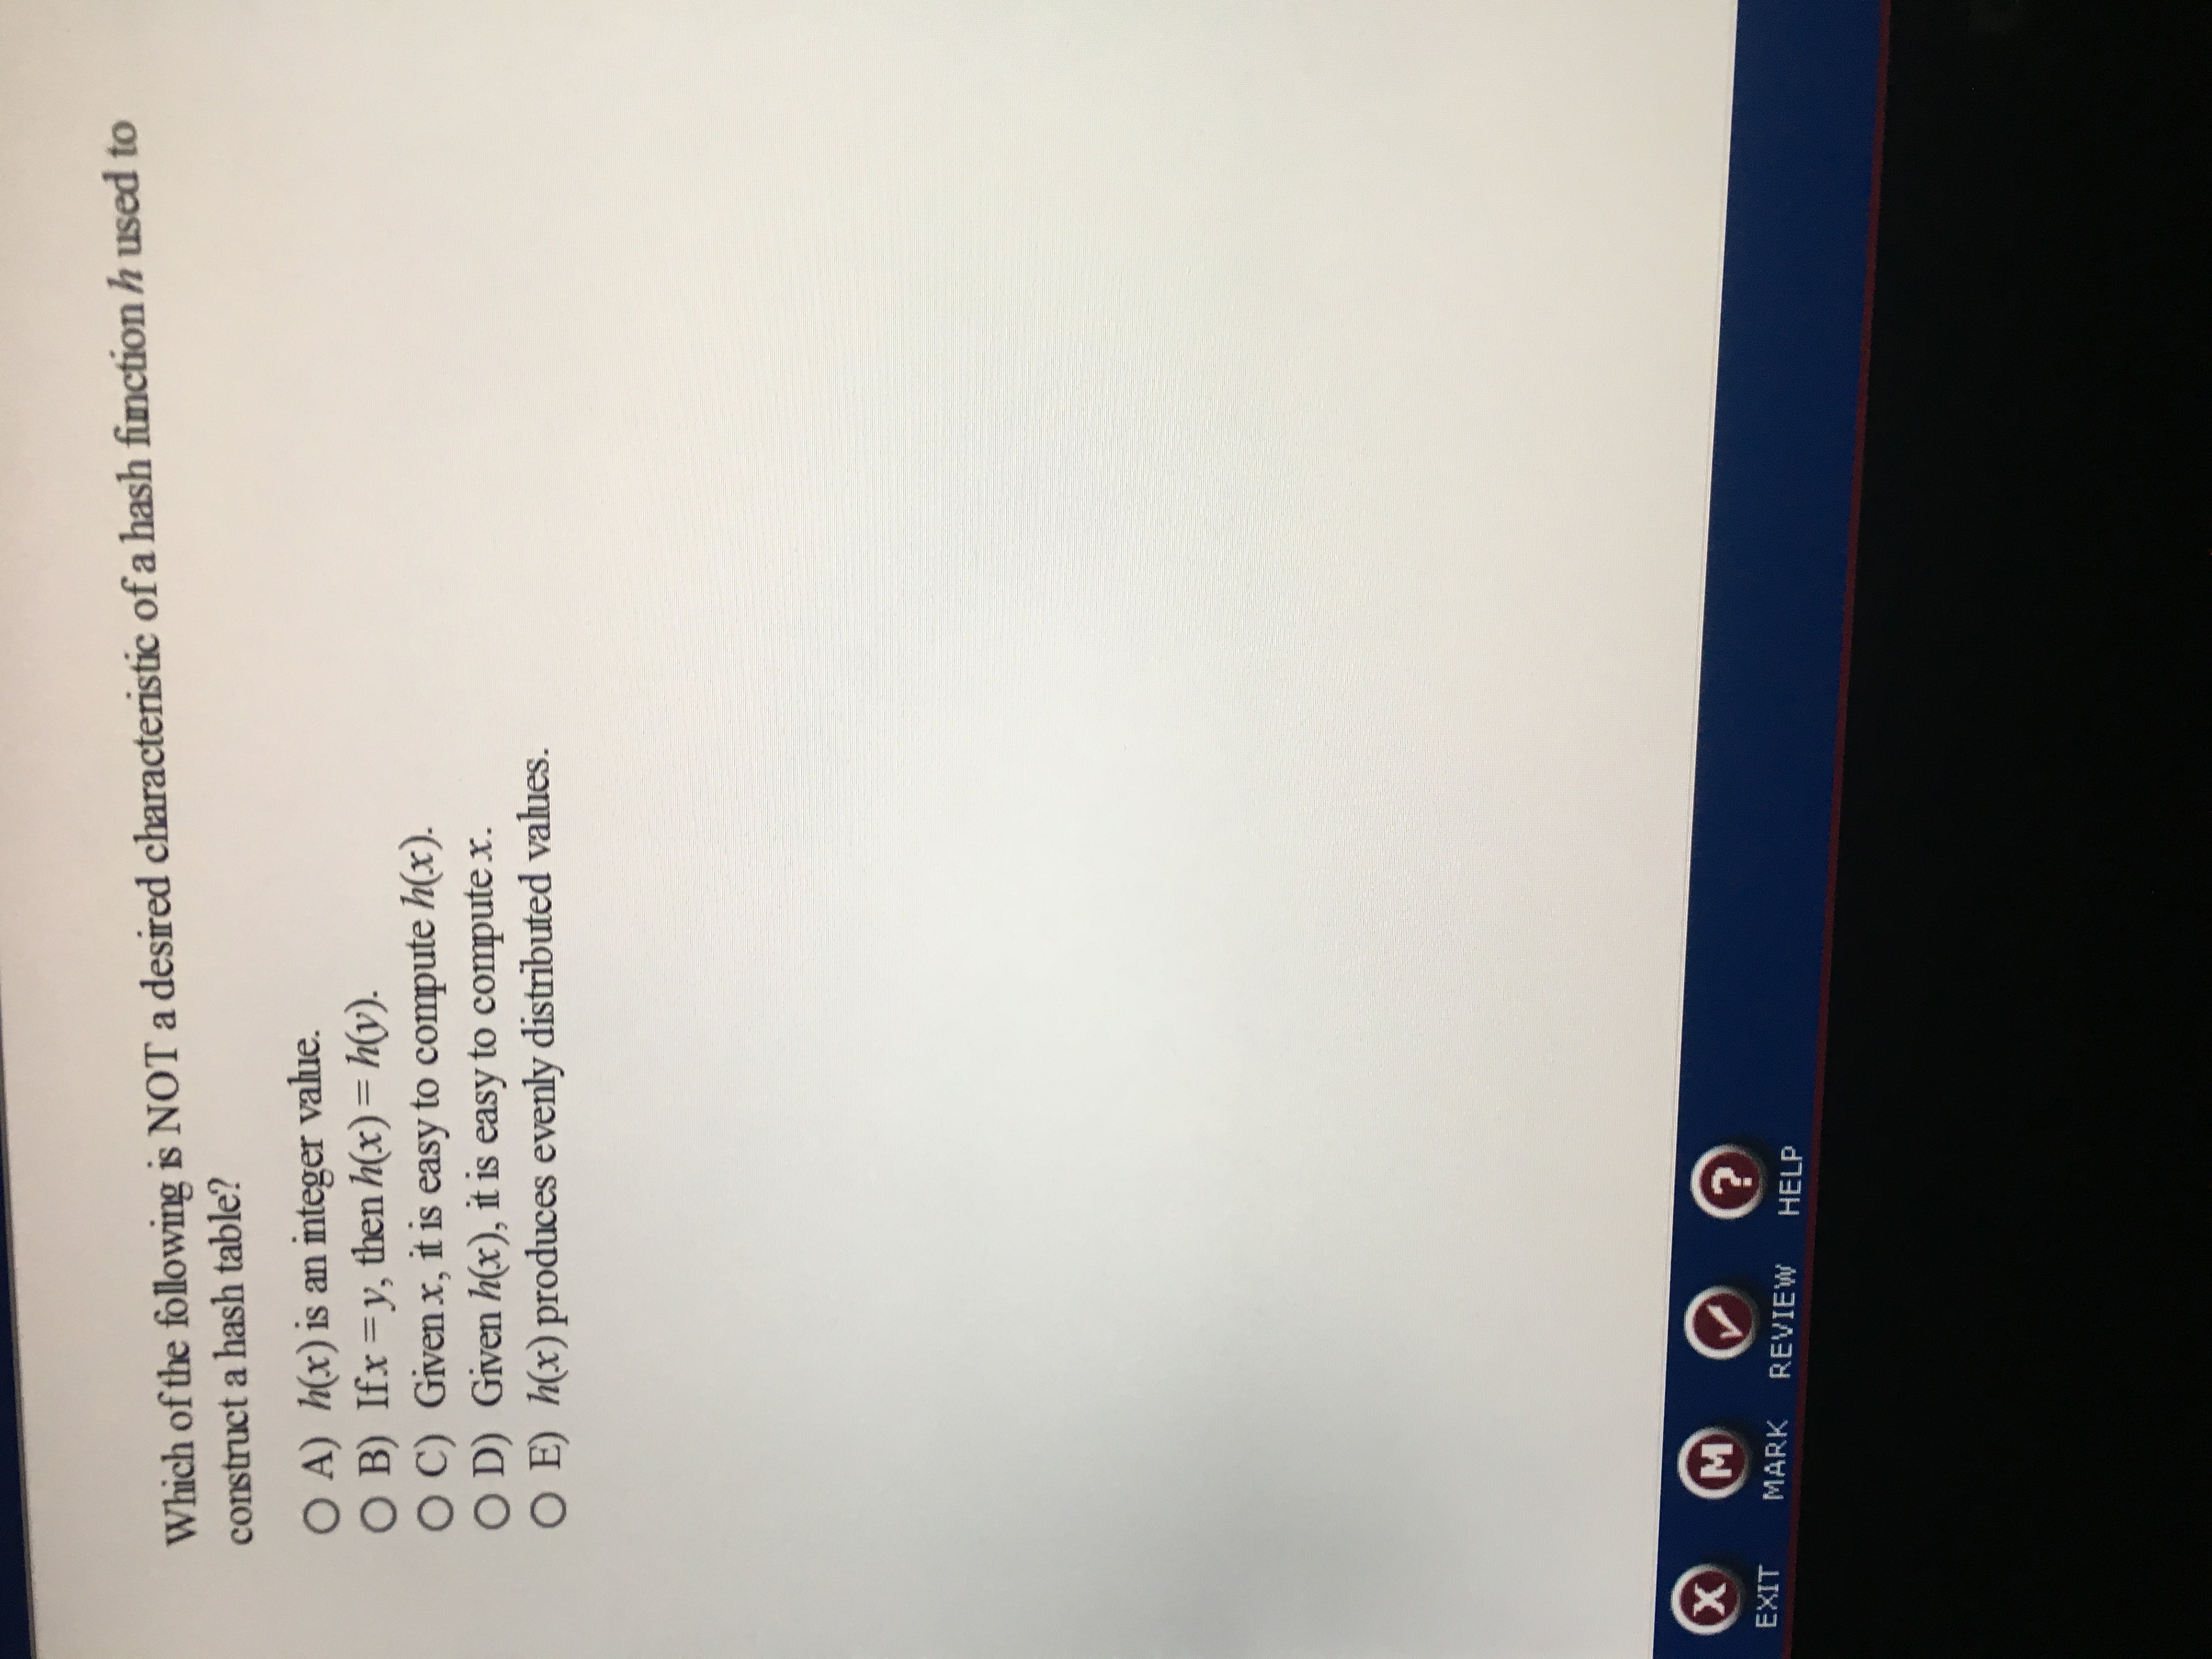 Which of the following is NOT a desired characteristic of a hash function h used to
construct a hash table?
A) h(x) is an integer value.
B) If x = y, then h(x) = h(y).
C) Given x, it is easy to compute h(x).
D) Given h(x), it is easy to compute x.
E) h(x) produces evenly distributed values.
X M ?
EXIT MARK REVIEW HELP